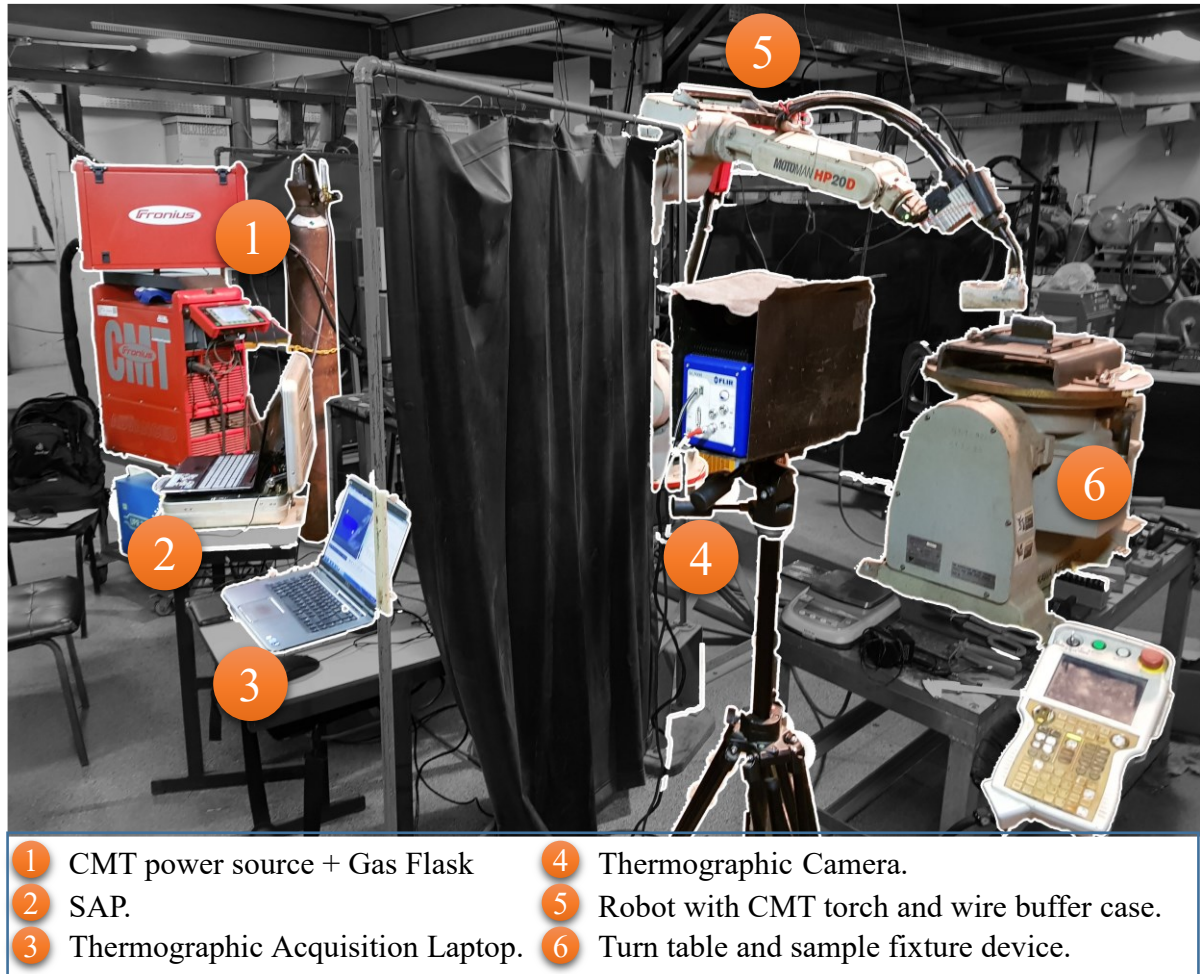 5
Fronius
MOTOMAN HP20D
1
CMT
Fronius
FLIR
6
2
4
3
1 CMT power source + Gas Flask
2 SAP.
3 Thermographic Acquisition Laptop.
4 Thermographic Camera.
5 Robot with CMT torch and wire buffer case.
6 Turn table and sample fixture device.